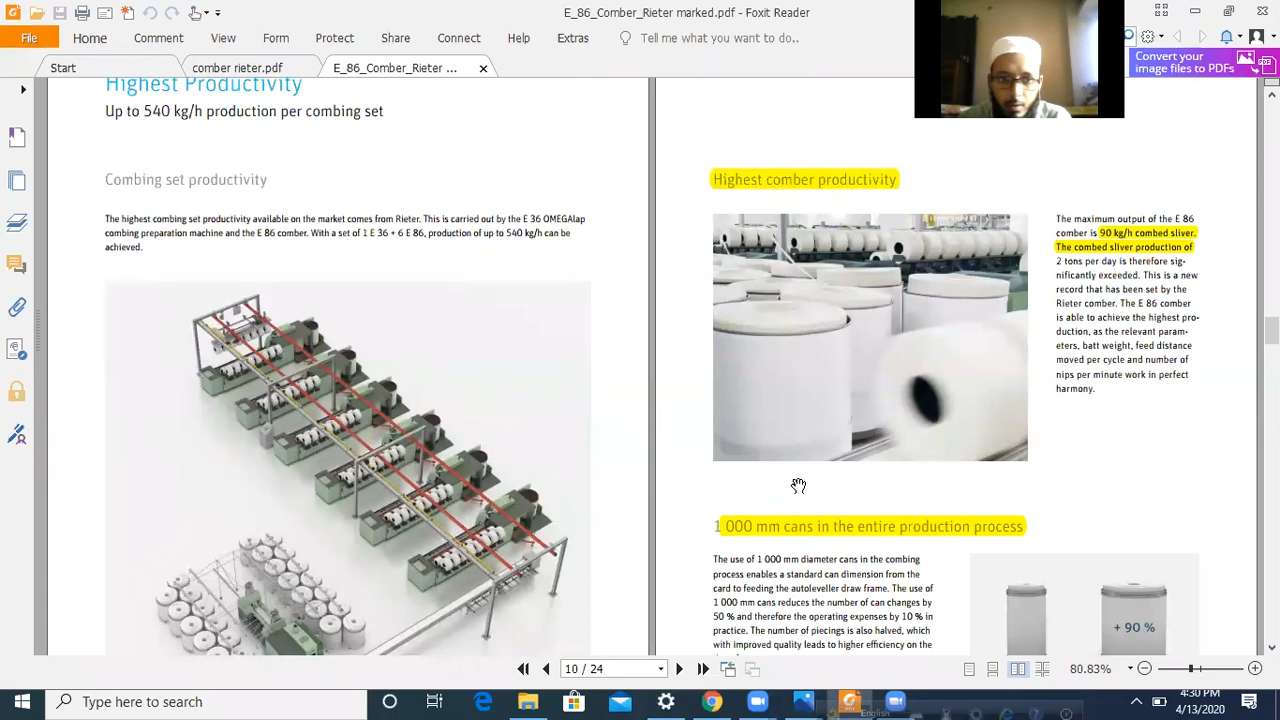 E_86_Comber_Rieter marked.pdf - Foxit Reader
File Home Comment View Form Protect Share Connect Help Extras Tell me what you want to do..
Start comber rieter.pdf E_86_Comber_Rieter ...
Convert your
image files to PDFs
Highest Productivity
Up to 540 kg/h production per combing set
Combing set productivity
The highest combing set productivity available on the market comes from Rieter. This is carried out by the E 36 OMEGAlap
combing preparation machine and the E 86 comber. With a set of 1 E 36 + 6 E 86, production of up to 540 kg/h can be
achieved.
Highest comber productivity
The maximum output of the E 86
comber is 90 kg/h combed sliver.
The combed sliver production of
2 tons per day is therefore sig-
nificantly exceeded. This is a new
record that has been set by the
Rieter comber. The E 86 comber
is able to achieve the highest pro-
duction, as the relevant param-
eters, batt weight, feed distance
moved per cycle and number of
nips per minute work in perfect
harmony.
1 000 mm cans in the entire production process
The use of 1 000 mm diameter cans in the combing
process enables a standard can dimension from the
card to feeding the autoleveller draw frame. The use of
1 000 mm cans reduces the number of can changes by
50 % and therefore the operating expenses by 10 % in
practice. The number of piecings is also halved, which
with improved quality leads to higher efficiency on the
+ 90 %
10 / 24
80.83%
Type here to search
English
4:30 PM
4/13/2020